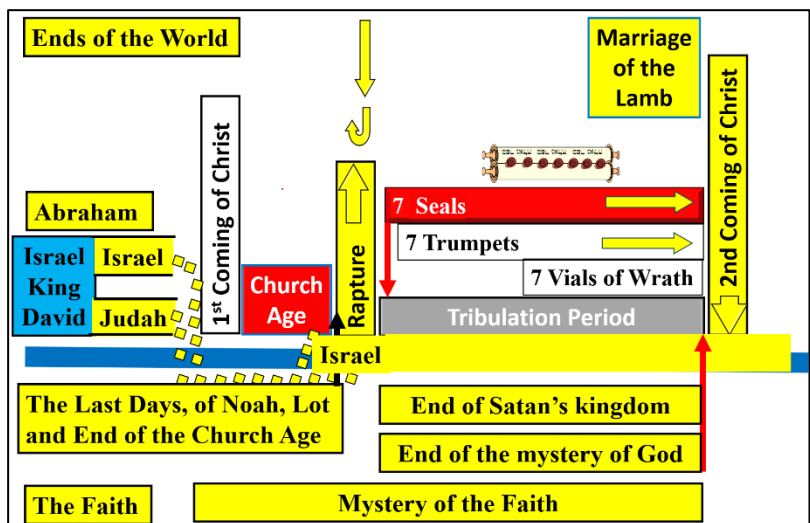 Ends of the World
Marriage
of the
Lamb
1st Coming of Christ
2nd Coming of Christ
Abraham
Israel
King
David
Israel
Judah
Church
Age
Rapture
7 Seals
7 Trumpets
7 Vials of Wrath
Tribulation Period
Israel
The Last Days, of Noah, Lot
and End of the Church Age
End of Satan’s kingdom
End of the mystery of God
The Faith
Mystery of the Faith